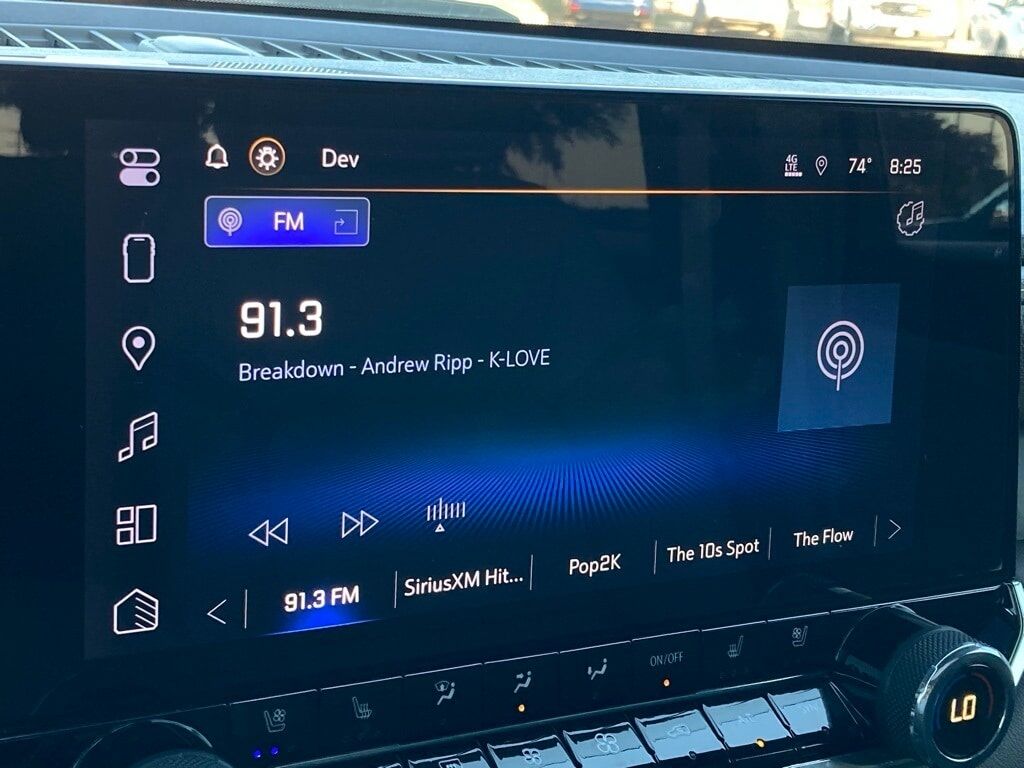 Dev
4G
LTE
74° 8:25
FM
91.3
Breakdown - Andrew Ripp - K-LOVE
91.3 FM
SiriusXM Hit...
Pop2K
The 10s Spot
The Flow
ON/OFF
LO